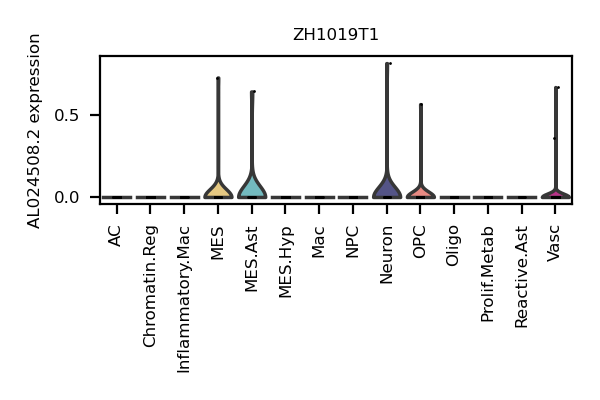 ZH1019T1
AL024508.2 expression
0.5
0.0
AC
Chromatin.Reg
Inflammatory.Mac
MES
MES.Ast
MES.Hyp
Mac
NPC
Neuron
OPC
Oligo
Prolif.Metab
Reactive.Ast
Vasc